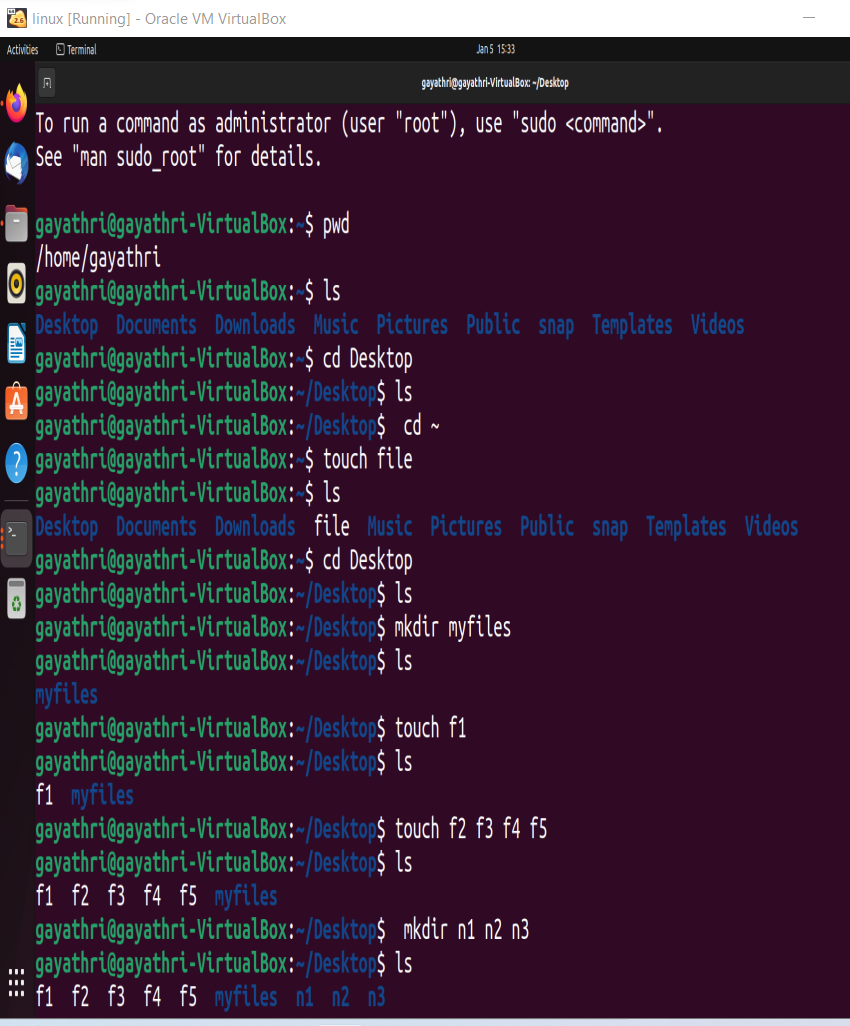 linux [Running] - Oracle VM VirtualBox
Activities Terminal Jan 5 15:33
gayathri@gayathri-VirtualBox: ~/Desktop
To run a command as administrator (user "root"), use "sudo <command>".
See "man sudo_root" for details.
gayathri@gayathri-VirtualBox:~$ pwd
/home/gayathri
gayathri@gayathri-VirtualBox:~$ ls
Desktop Documents Downloads Music Pictures Public snap Templates Videos
gayathri@gayathri-VirtualBox:~$ cd Desktop
gayathri@gayathri-VirtualBox:~/Desktop$ ls
gayathri@gayathri-VirtualBox:~/Desktop$  cd ~
gayathri@gayathri-VirtualBox:~$ touch file
gayathri@gayathri-VirtualBox:~$ ls
Desktop Documents Downloads file Music Pictures Public snap Templates Videos
gayathri@gayathri-VirtualBox:~$ cd Desktop
gayathri@gayathri-VirtualBox:~/Desktop$ ls
gayathri@gayathri-VirtualBox:~/Desktop$ mkdir myfiles
gayathri@gayathri-VirtualBox:~/Desktop$ ls
myfiles
gayathri@gayathri-VirtualBox:~/Desktop$ touch f1
gayathri@gayathri-VirtualBox:~/Desktop$ ls
f1 myfiles
gayathri@gayathri-VirtualBox:~/Desktop$ touch f2 f3 f4 f5
gayathri@gayathri-VirtualBox:~/Desktop$ ls
f1 f2 f3 f4 f5 myfiles
gayathri@gayathri-VirtualBox:~/Desktop$  mkdir n1 n2 n3
gayathri@gayathri-VirtualBox:~/Desktop$ ls
f1 f2 f3 f4 f5 myfiles n1 n2 n3